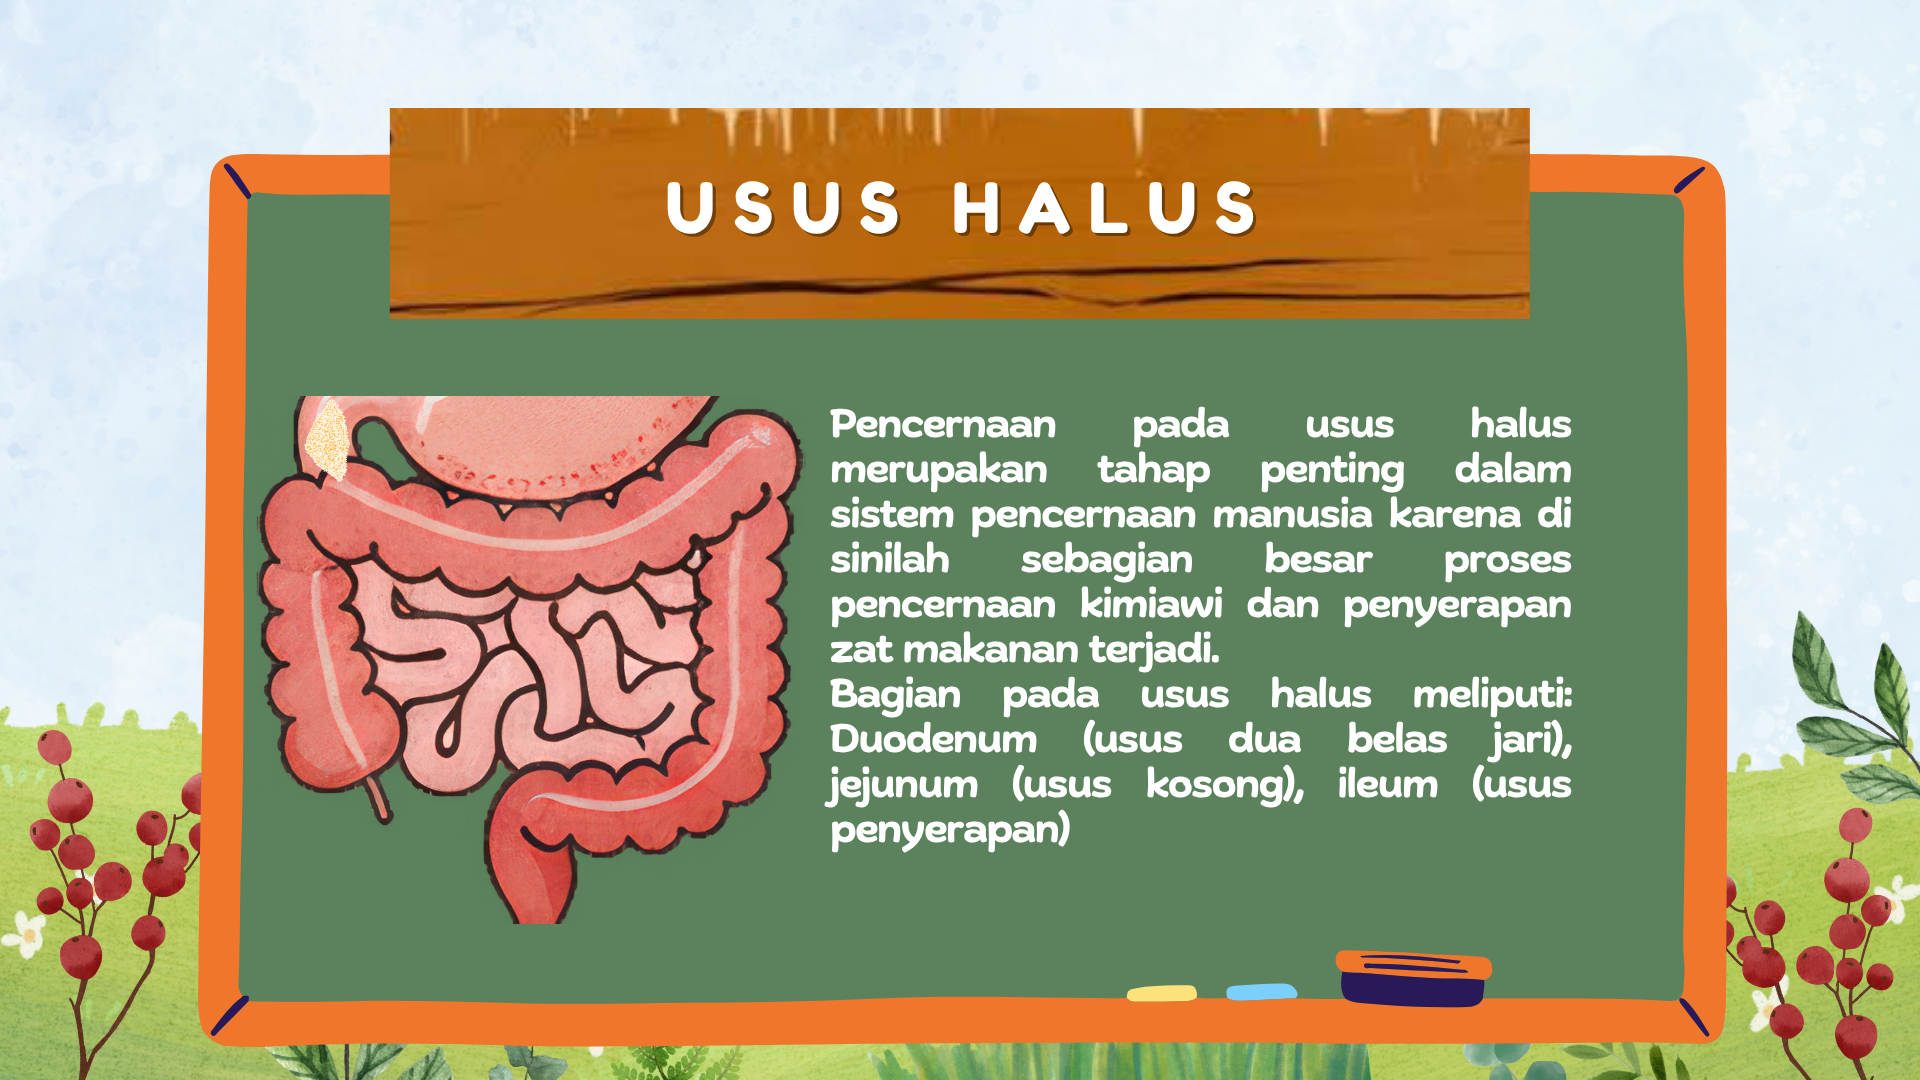 USUS HALUS
Pencernaan pada usus halus
merupakan tahap penting dalam
sistem pencernaan manusia karena di
sinilah sebagian besar proses
pencernaan kimiawi dan penyerapan
zat makanan terjadi.
Bagian pada usus halus meliputi:
Duodenum (usus dua belas jari),
jejunum (usus kosong), ileum (usus
penyerapan)